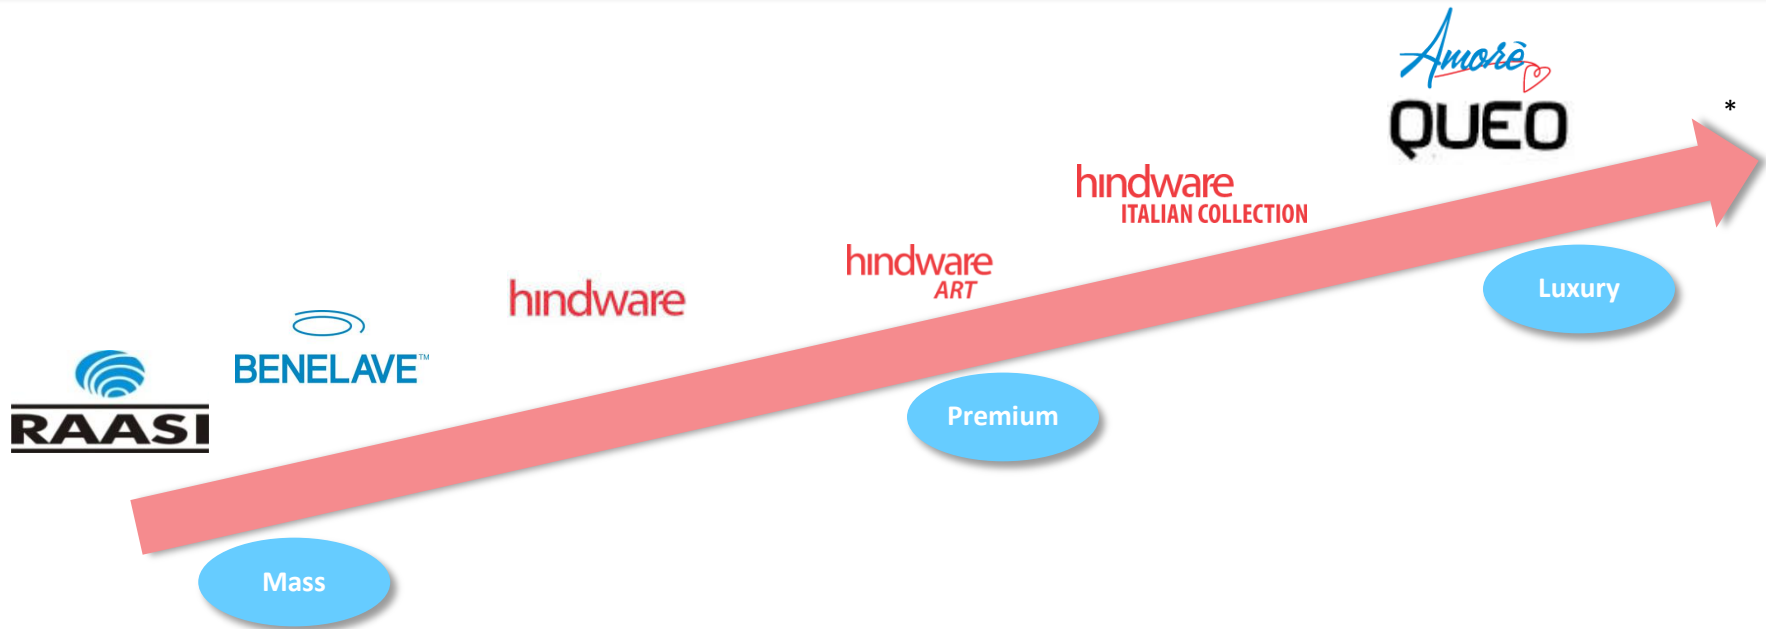 Amorè
QUEO
*
hindware
ITALIAN COLLECTION
hindware
ART
hindware
BENELAVE™
RAASI
Luxury
Premium
Mass